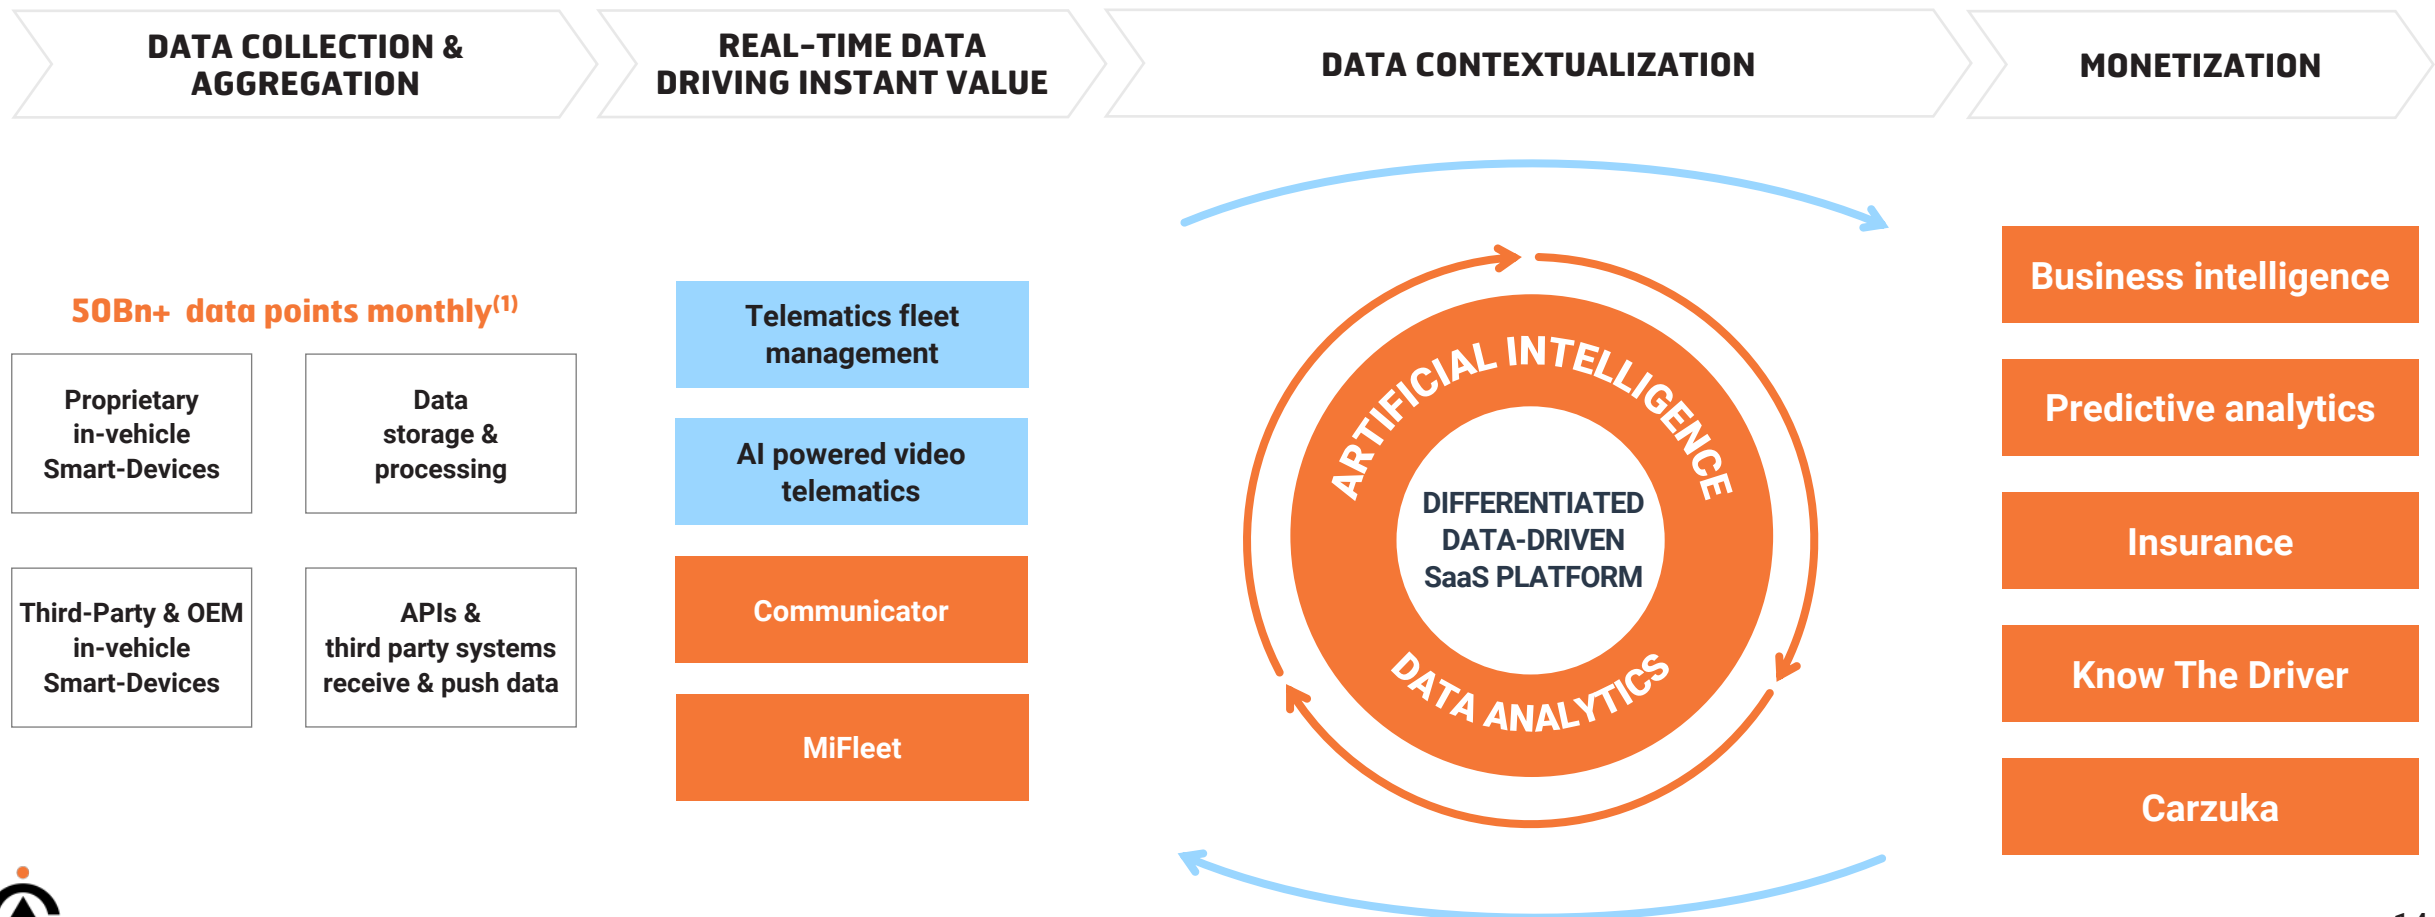 DATA COLLECTION &
AGGREGATION
REAL-TIME DATA
DRIVING INSTANT VALUE
DATA CONTEXTUALIZATION
MONETIZATION
50Bn+ data points monthly(1)
Proprietary
in-vehicle
Smart-Devices
Data
storage &
processing
Third-Party & OEM
in-vehicle
Smart-Devices
APIs &
third party systems
receive & push data
Telematics fleet
management
AI powered video
telematics
Communicator
MiFleet
ARTIFICIAL INTELLIGENCE
DIFFERENTIATED
DATA-DRIVEN
SaaS PLATFORM
DATA ANALYTICS
Business intelligence
Predictive analytics
Insurance
Know The Driver
Carzuka